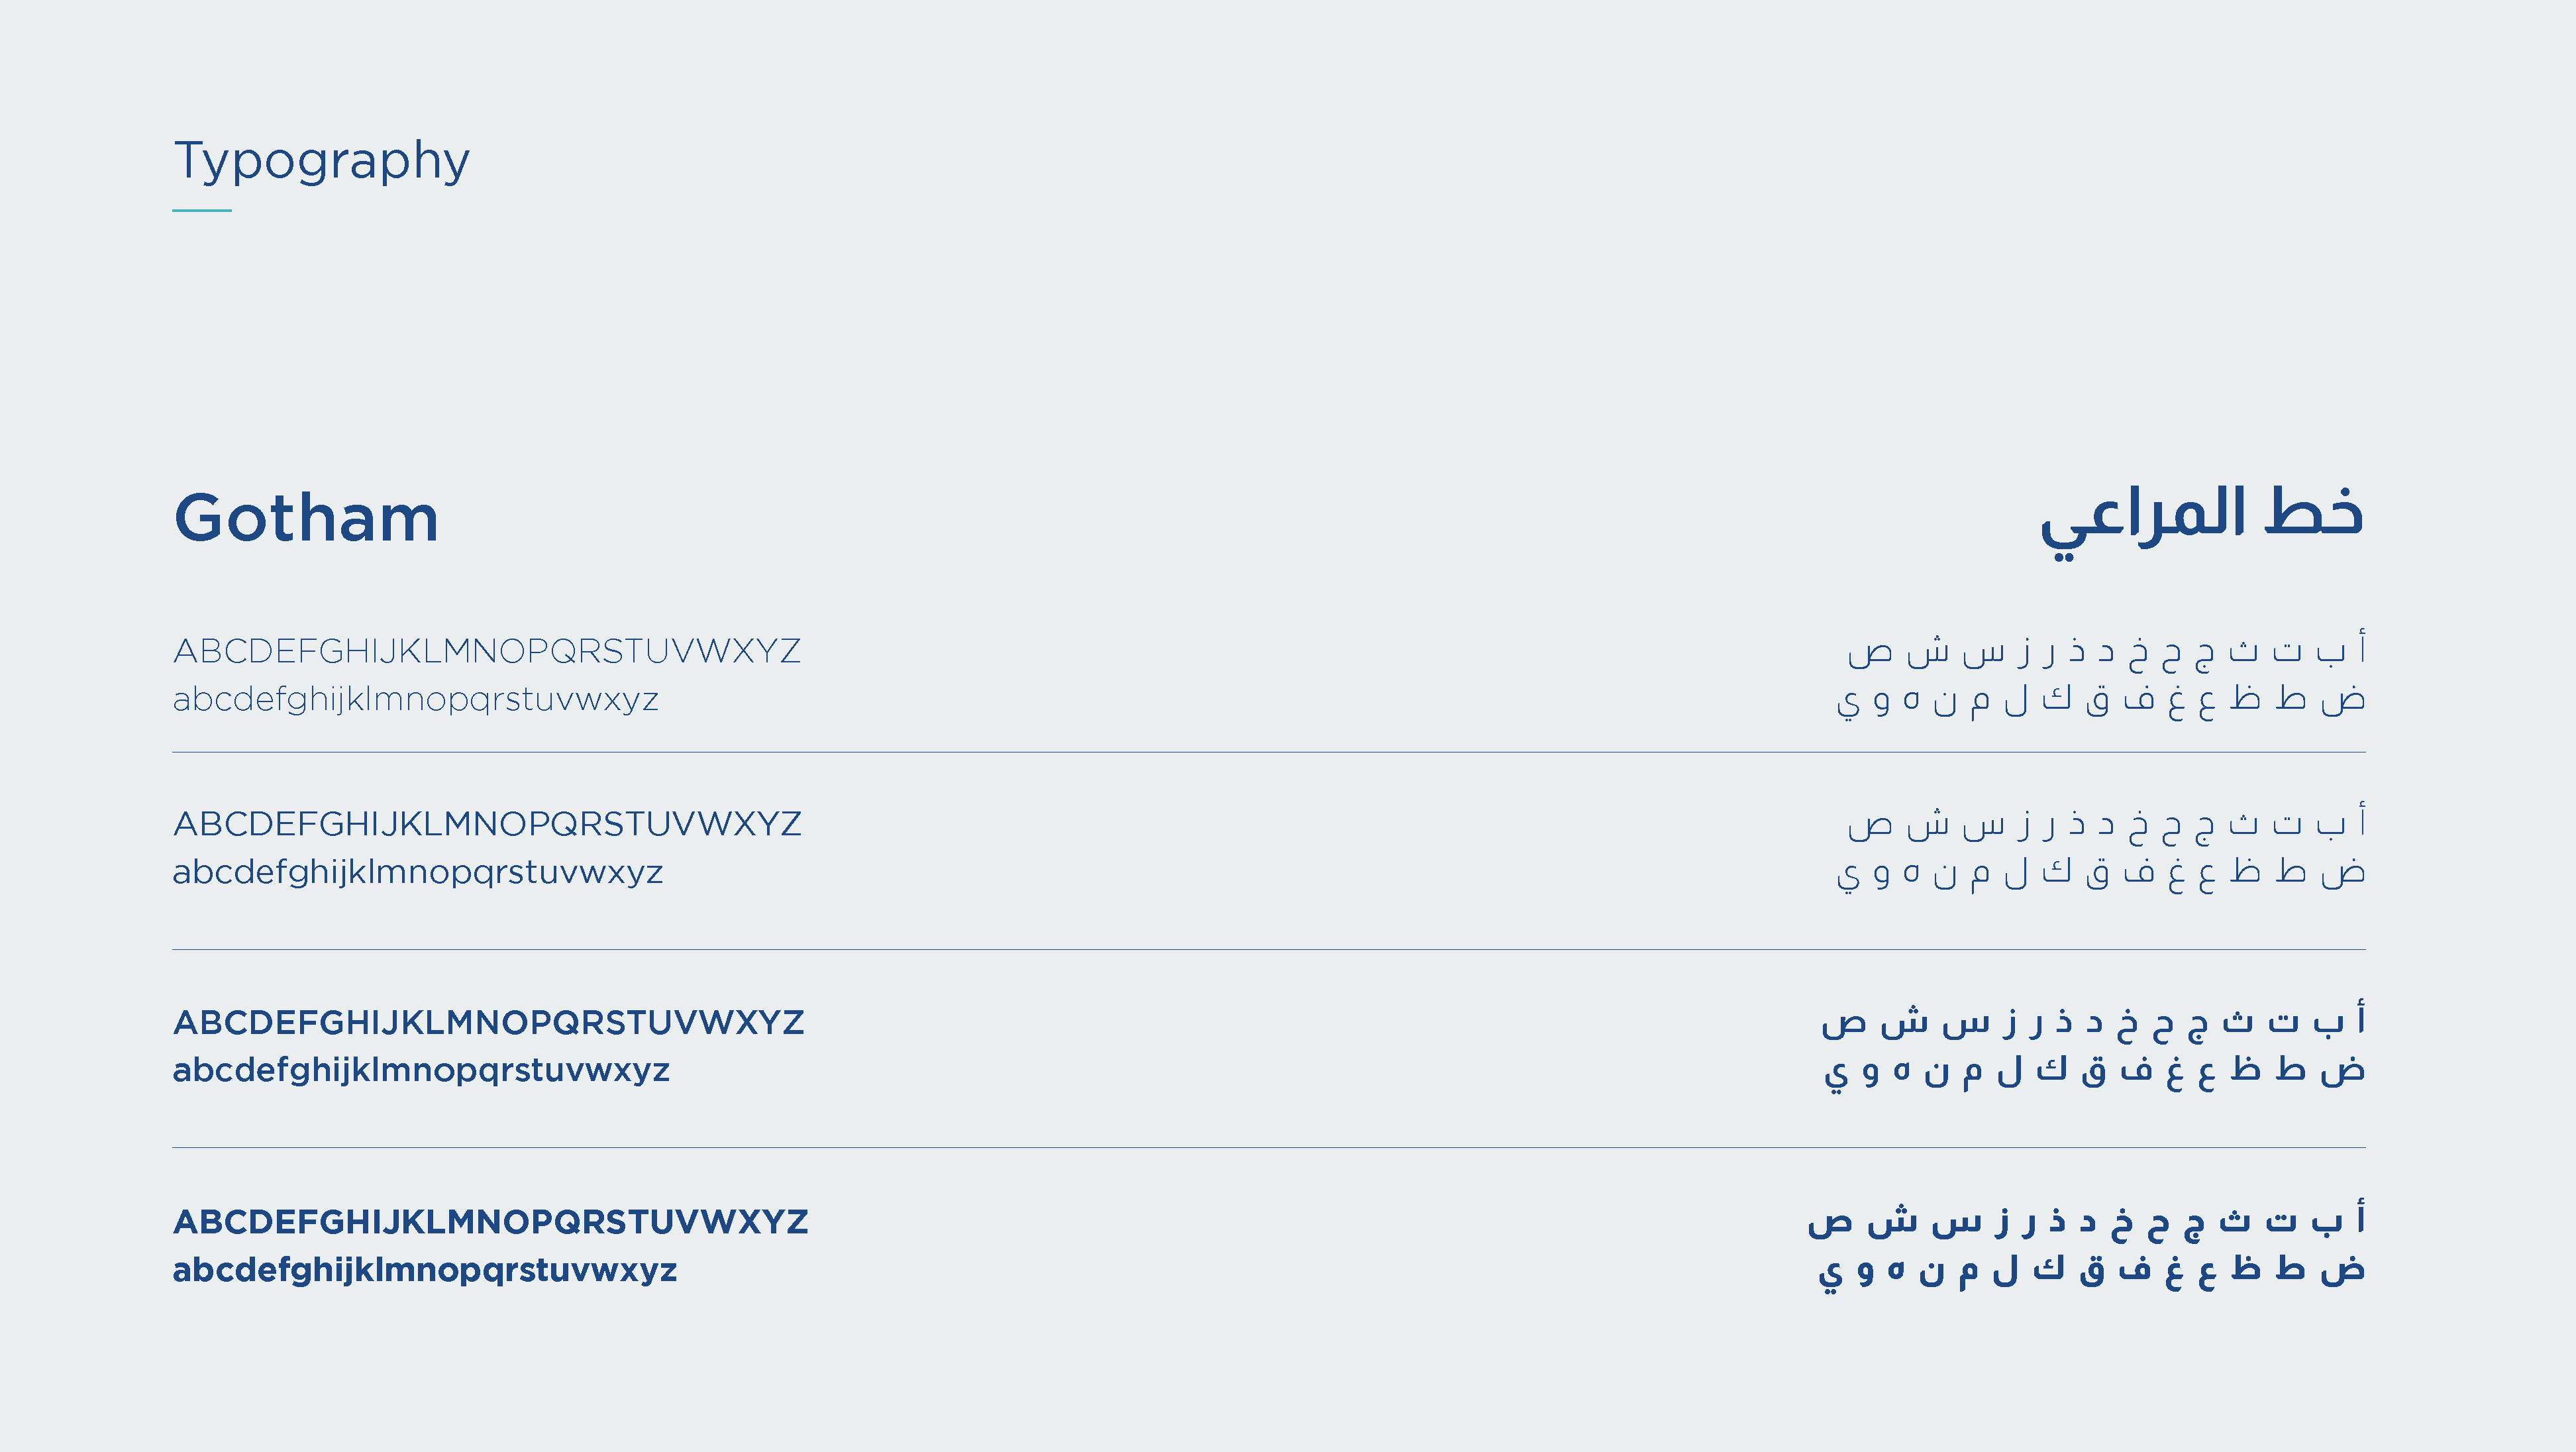 Typography
Gotham
خط المراعي
ABCDEFGHIJKLMNOPQRSTUVWXYZ
abcdefghijklmnopqrstuvwxyz
أ ب ت ث ج ح خ د ذ ر ز س ش ص
ض ط ظ ع غ ف ق ك ل م ن ه و ي
ABCDEFGHIJKLMNOPQRSTUVWXYZ
abcdefghijklmnopqrstuvwxyz
أ ب ت ث ج ح خ د ذ ر ز س ش ص
ض ط ظ ع غ ف ق ك ل م ن ه و ي
ABCDEFGHIJKLMNOPQRSTUVWXYZ
abcdefghijklmnopqrstuvwxyz
أ ب ت ث ج ح خ د ذ ر ز س ش ص
ض ط ظ ع غ ف ق ك ل م ن ه و ي
ABCDEFGHIJKLMNOPQRSTUVWXYZ
abcdefghijklmnopqrstuvwxyz
أ ب ت ث ج ح خ د ذ ر ز س ش ص
ض ط ظ ع غ ف ق ك ل م ن ه و ي